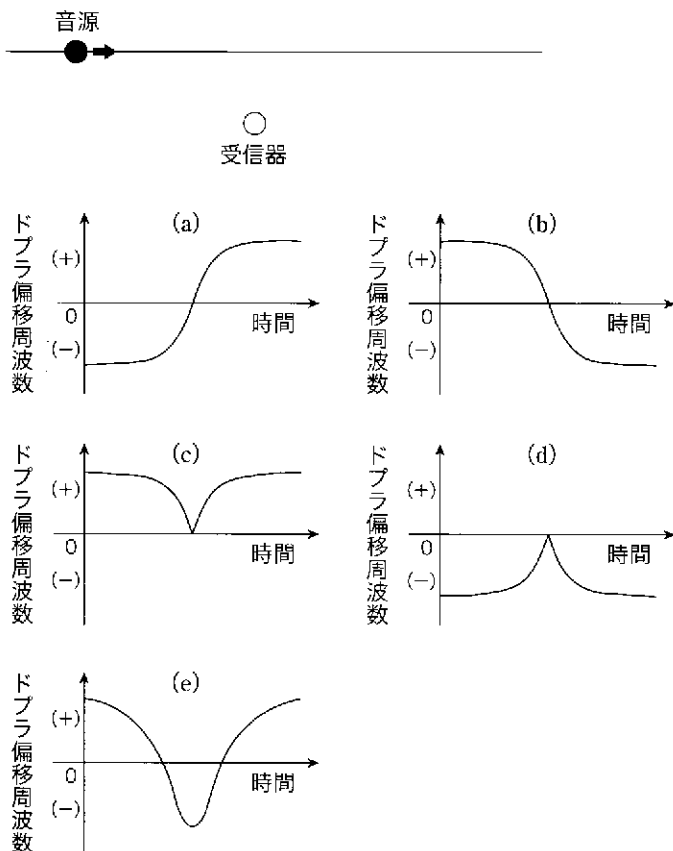 音源
受信器
(a)
ドプラ偏移周波数
(+)
0
(−)
時間
(b)
ドプラ偏移周波数
(+)
0
(−)
時間
(c)
ドプラ偏移周波数
(+)
0
(−)
時間
(d)
ドプラ偏移周波数
(+)
0
(−)
時間
(e)
ドプラ偏移周波数
(+)
0
(−)
時間